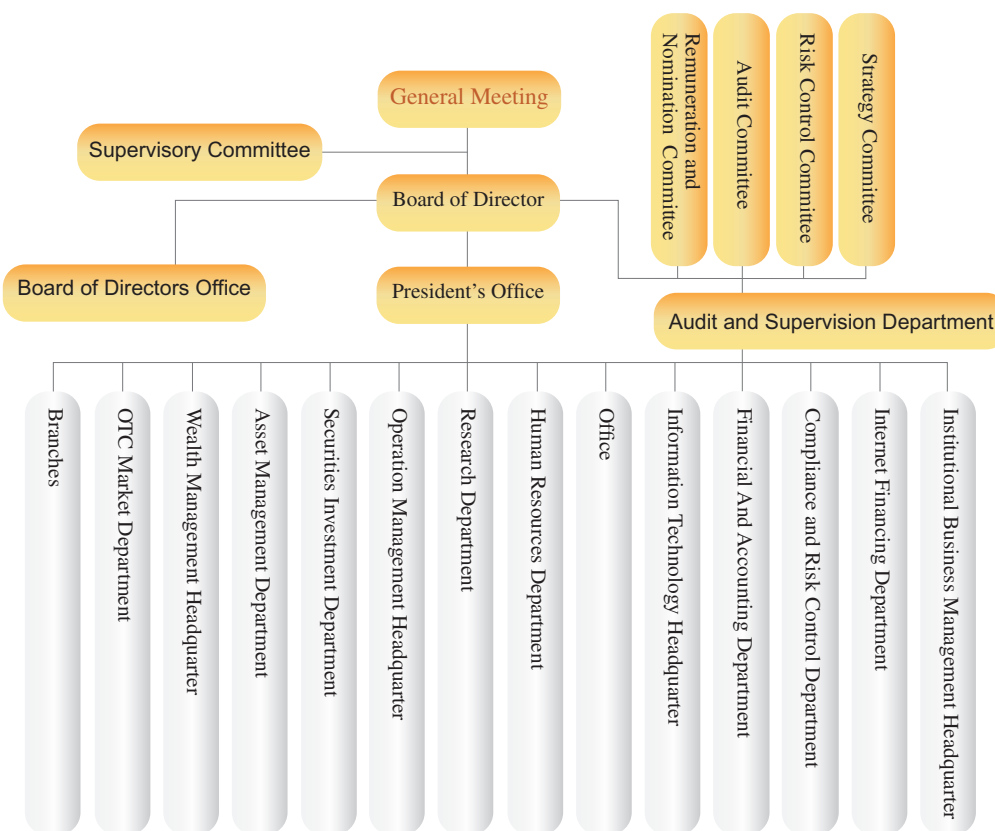 Remuneration and
Nomination Committee
Audit Committee
Risk Control Committee
Strategy Committee
General Meeting
Supervisory Committee
Board of Director
Board of Directors Office
President's Office
Audit and Supervision Department
Branches
OTC Market Department
Wealth Management Headquarter
Asset Management Department
Securities Investment Department
Operation Management Headquarter
Research Department
Human Resources Department
Office
Information Technology Headquarter
Financial And Accounting Department
Compliance and Risk Control Department
Internet Financing Department
Institutional Business Management Headquarter